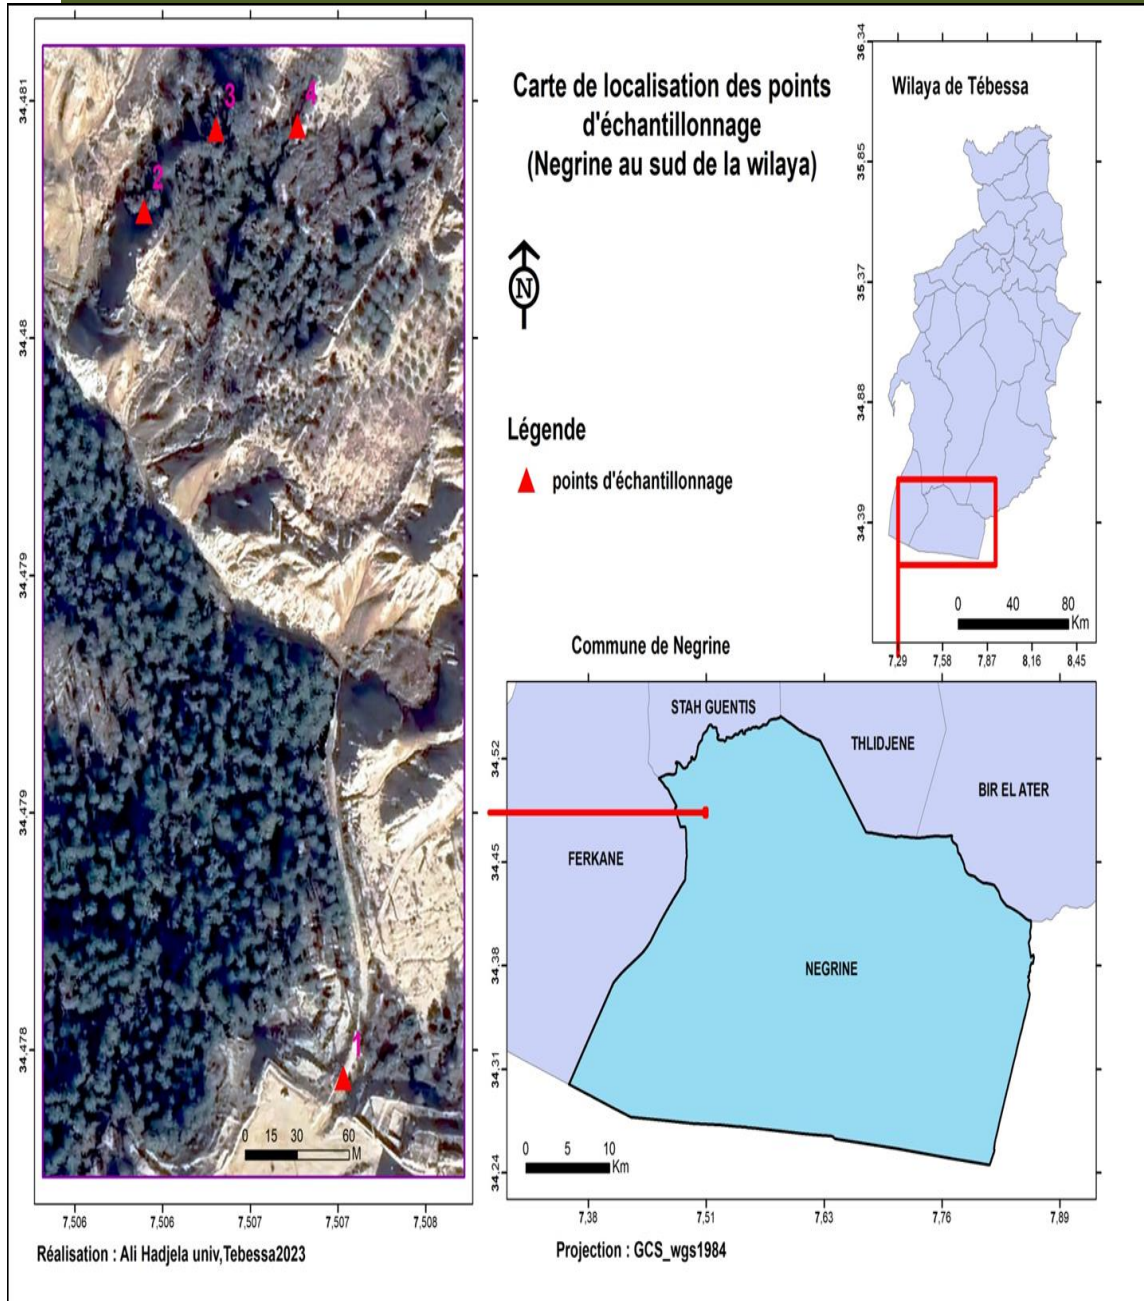 Carte de localisation des points
d'échantillonnage
(Negrine au sud de la wilaya)
N
Légende
points d'échantillonnage
3
4
2
1
34.481
34.48
34.479
34.479
34.478
0 15 30 60
M
7,506 7,506 7,507 7,507 7,508
Réalisation : Ali Hadjela univ,Tebessa2023
Wilaya de Tébessa
36.34
35.85
35.37
34.88
34.39
0 40 80
Km
7,29 7,58 7,87 8,16 8,45
Commune de Negrine
STAH GUENTIS
THLIDJENE
BIR EL ATER
FERKANE
NEGRINE
34.52
34.45
34.38
34.31
34.24
0 5 10
Km
7,38 7,51 7,63 7,76 7,89
Projection : GCS_wgs1984